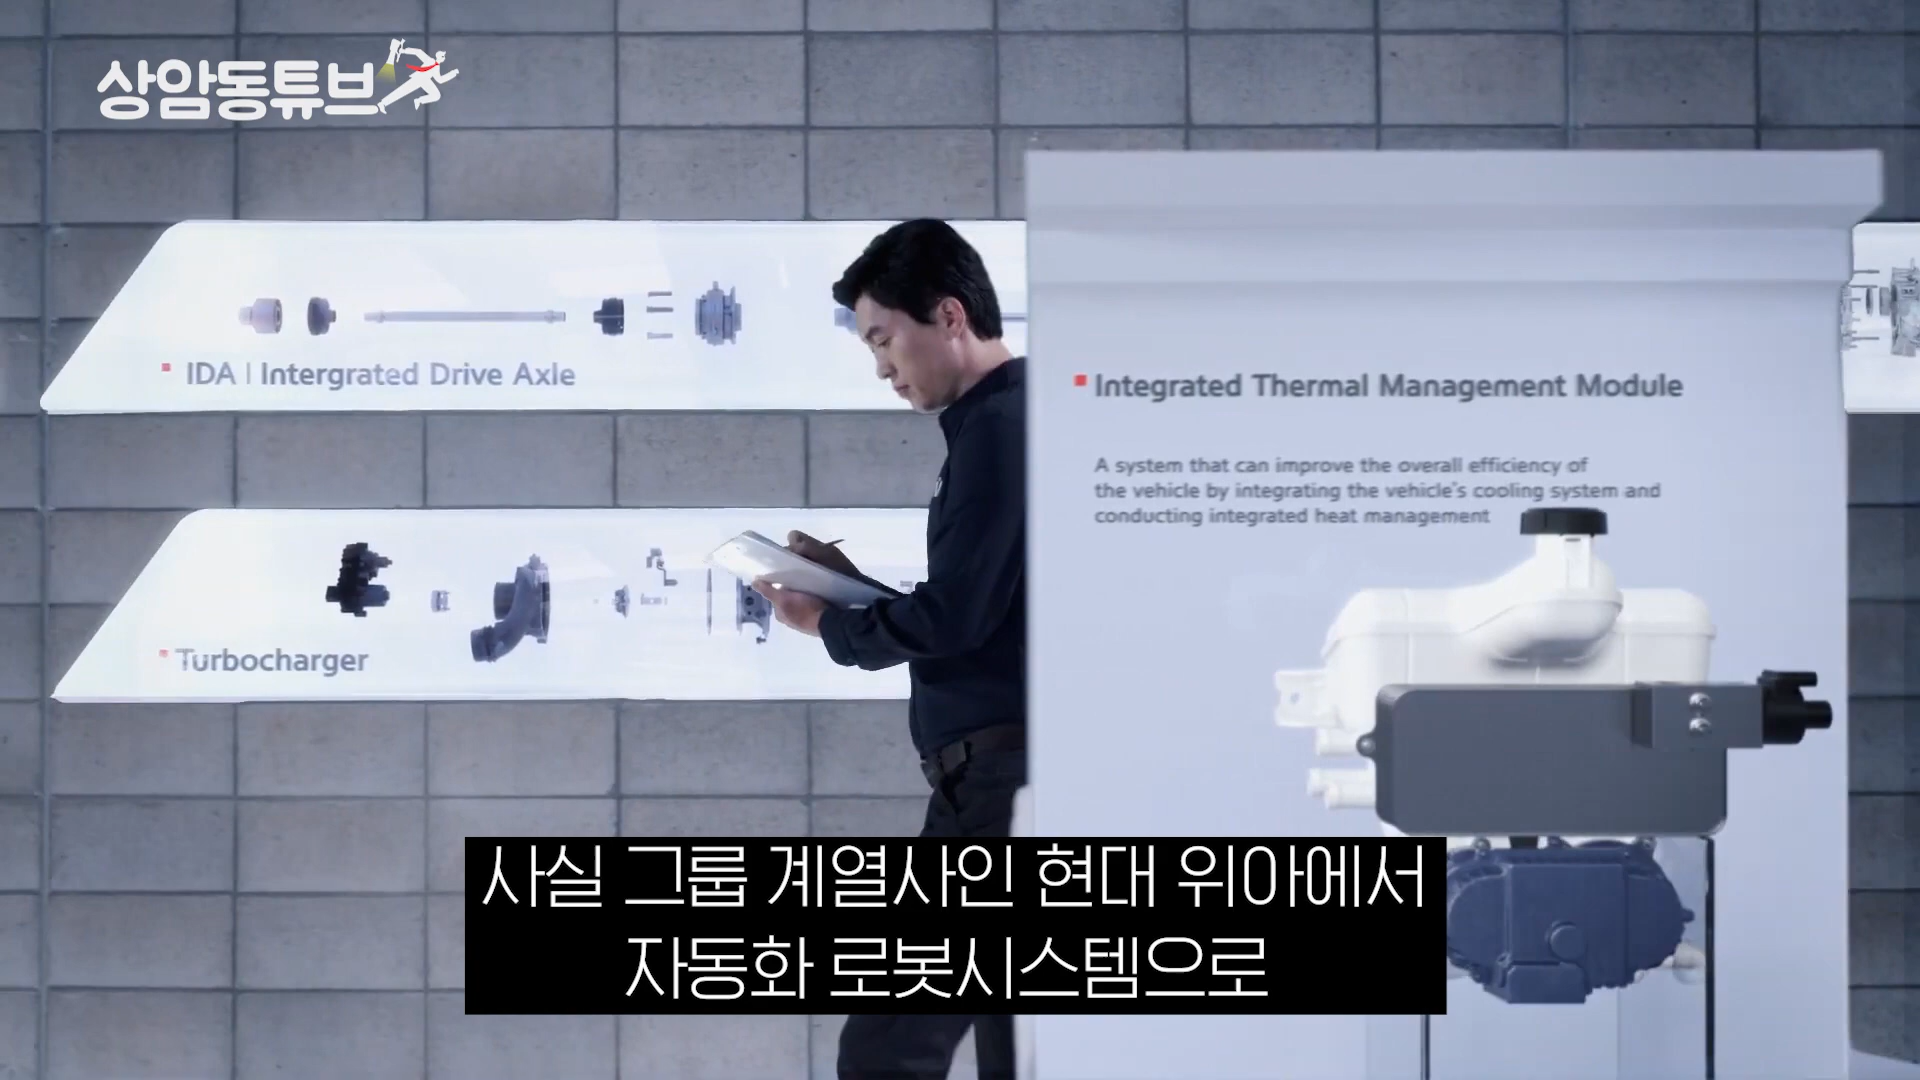 상암동튜브
IDA | Intergrated Drive Axle
Turbocharger
Integrated Thermal Management Module
A system that can improve the overall efficiency of
the vehicle by integrating the vehicle's cooling system and
conducting integrated heat management
사실 그룹 계열사인 현대 위아에서
자동화 로봇시스템으로